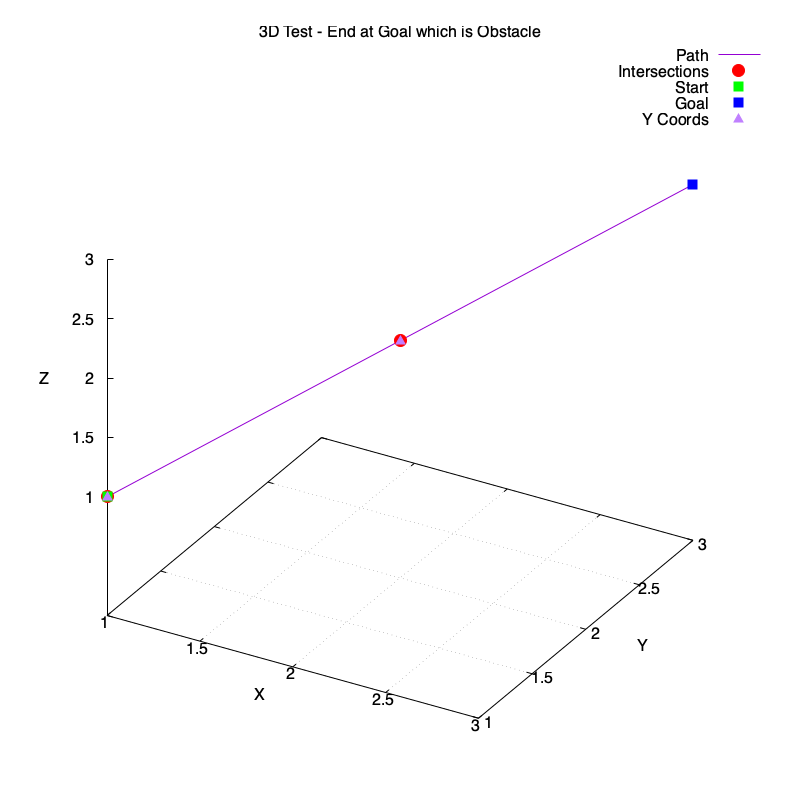 3D Test - End at Goal which is Obstacle
Path
Intersections
Start
Goal
Y Coords
3
2.5
Z 2
1.5
1
3
2.5
2
Y
1.5
1
1
1.5
2
X
2.5
3